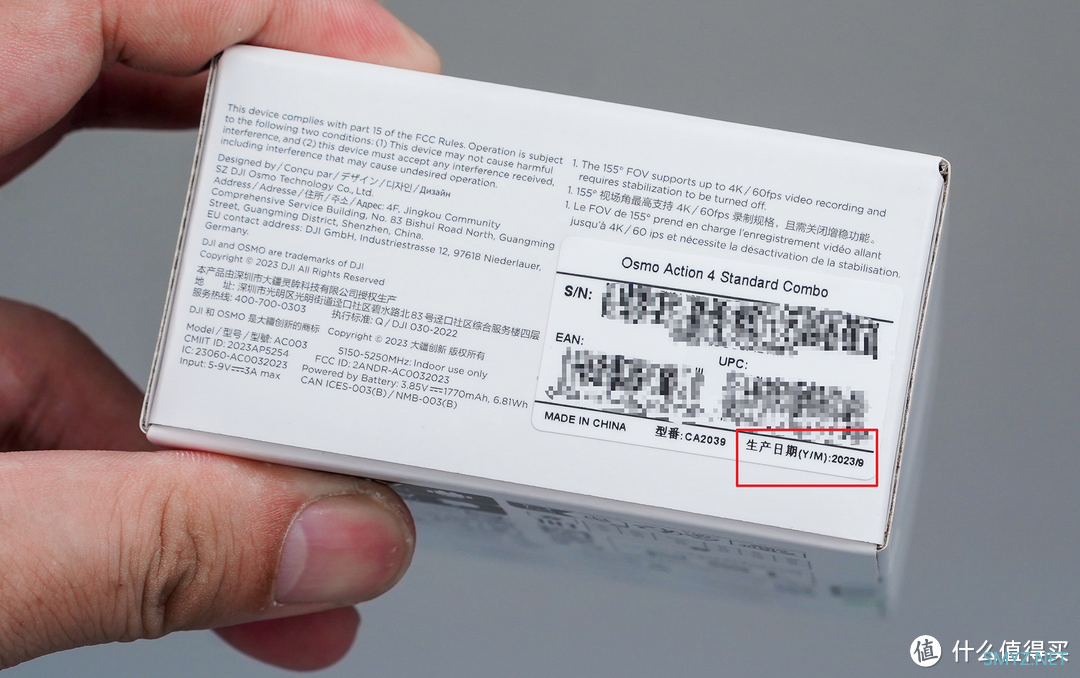 This device complies with part 15 of the FCC Rules. Operation is subject
to the following two conditions: (1) This device may not cause harmful
interference, and (2) this device must accept any interference received,
including interference that may cause undesired operation.
Designed by / Conçu par / デザイン / 디자인 / Дизайн
SZ DJI Osmo Technology Co., Ltd.
Address / Adresse / 住所 / 주소 / Адрес: 4F, Jingkou Community
Comprehensive Service Building, No. 83 Bishui Road North, Guangming
Street, Guangming District, Shenzhen, China.
EU contact address: DJI GmbH, Industriestrasse 12, 97618 Niederlauer,
Germany.
DJI and OSMO are trademarks of DJI
Copyright © 2023 DJI All Rights Reserved
本产品由深圳市大疆灵眸科技有限公司授权生产
地 址: 深圳市光明区光明街道迳口社区碧水路北83号迳口社区综合服务楼四层
服务热线: 400-700-0303 执行标准: Q / DJI 030-2022
DJI 和 OSMO 是大疆创新的商标 Copyright © 2023 大疆创新 版权所有
Model / 型号 / 型號: AC003 5150-5250MHz: Indoor use only
CMIIT ID: 2023AP5254 FCC ID: 2ANDR-AC0032023
IC: 23060-AC0032023 Powered by Battery: 3.85V⎓1770mAh, 6.81Wh
Input: 5-9V⎓3A max CAN ICES-003(B) / NMB-003(B)
1. The 155° FOV supports up to 4K / 60fps video recording and
requires stabilization to be turned off.
1. 155° 视场角最高支持 4K / 60fps 录制规格，且需关闭增稳功能。
1. Le FOV de 155° prend en charge l'enregistrement vidéo allant
jusqu'à 4K / 60 ips et nécessite la désactivation de la stabilisation.
Osmo Action 4 Standard Combo
S/N:
EAN:
UPC:
MADE IN CHINA 型番: CA2039 生产日期(Y/M):2023/9
值 什么值得买
SMYZ.NET